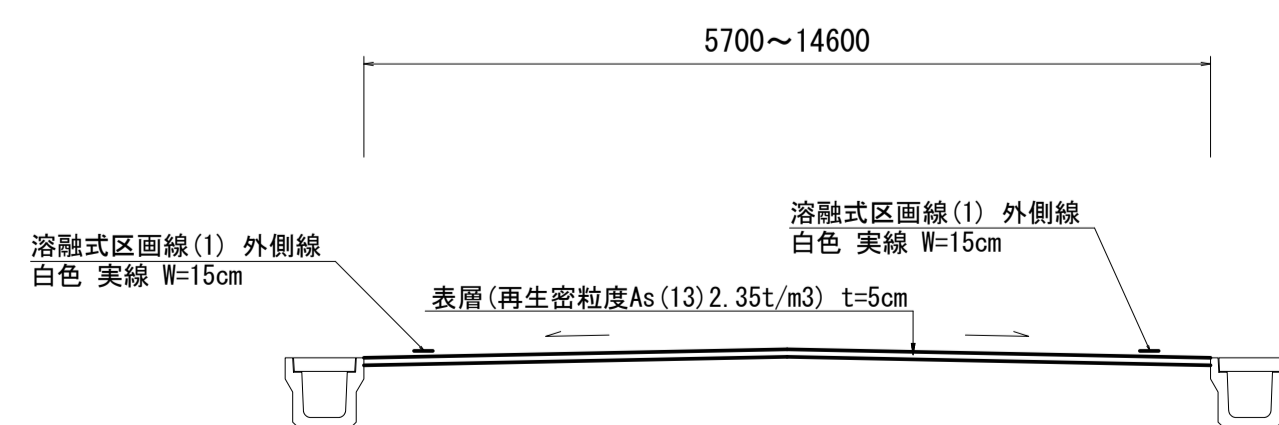 5700～14600
溶融式区画線(1) 外側線
白色 実線 W=15cm
溶融式区画線(1) 外側線
白色 実線 W=15cm
表層(再生密粒度As(13)2.35t/m3) t=5cm